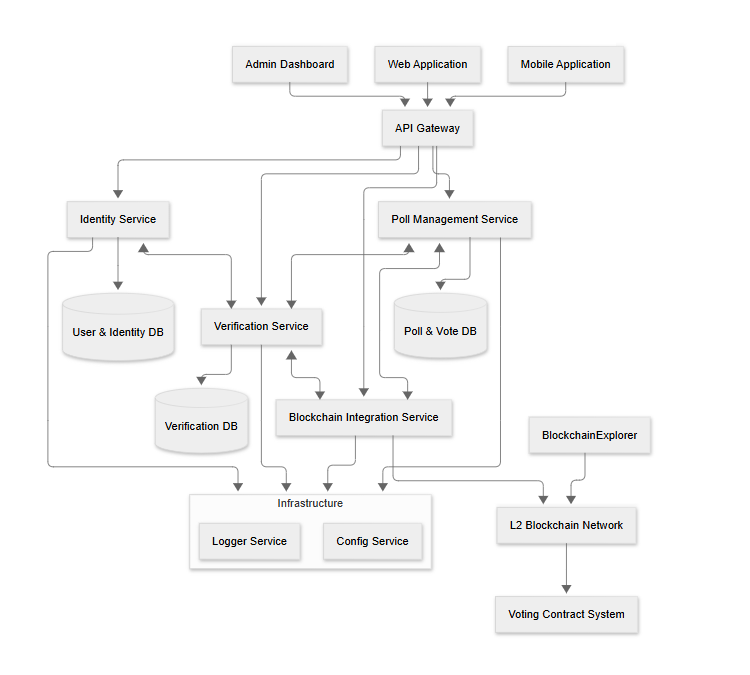 Admin Dashboard
Web Application
Mobile Application
API Gateway
Identity Service
Poll Management Service
User & Identity DB
Verification Service
Poll & Vote DB
Verification DB
Blockchain Integration Service
BlockchainExplorer
Infrastructure
Logger Service
Config Service
L2 Blockchain Network
Voting Contract System